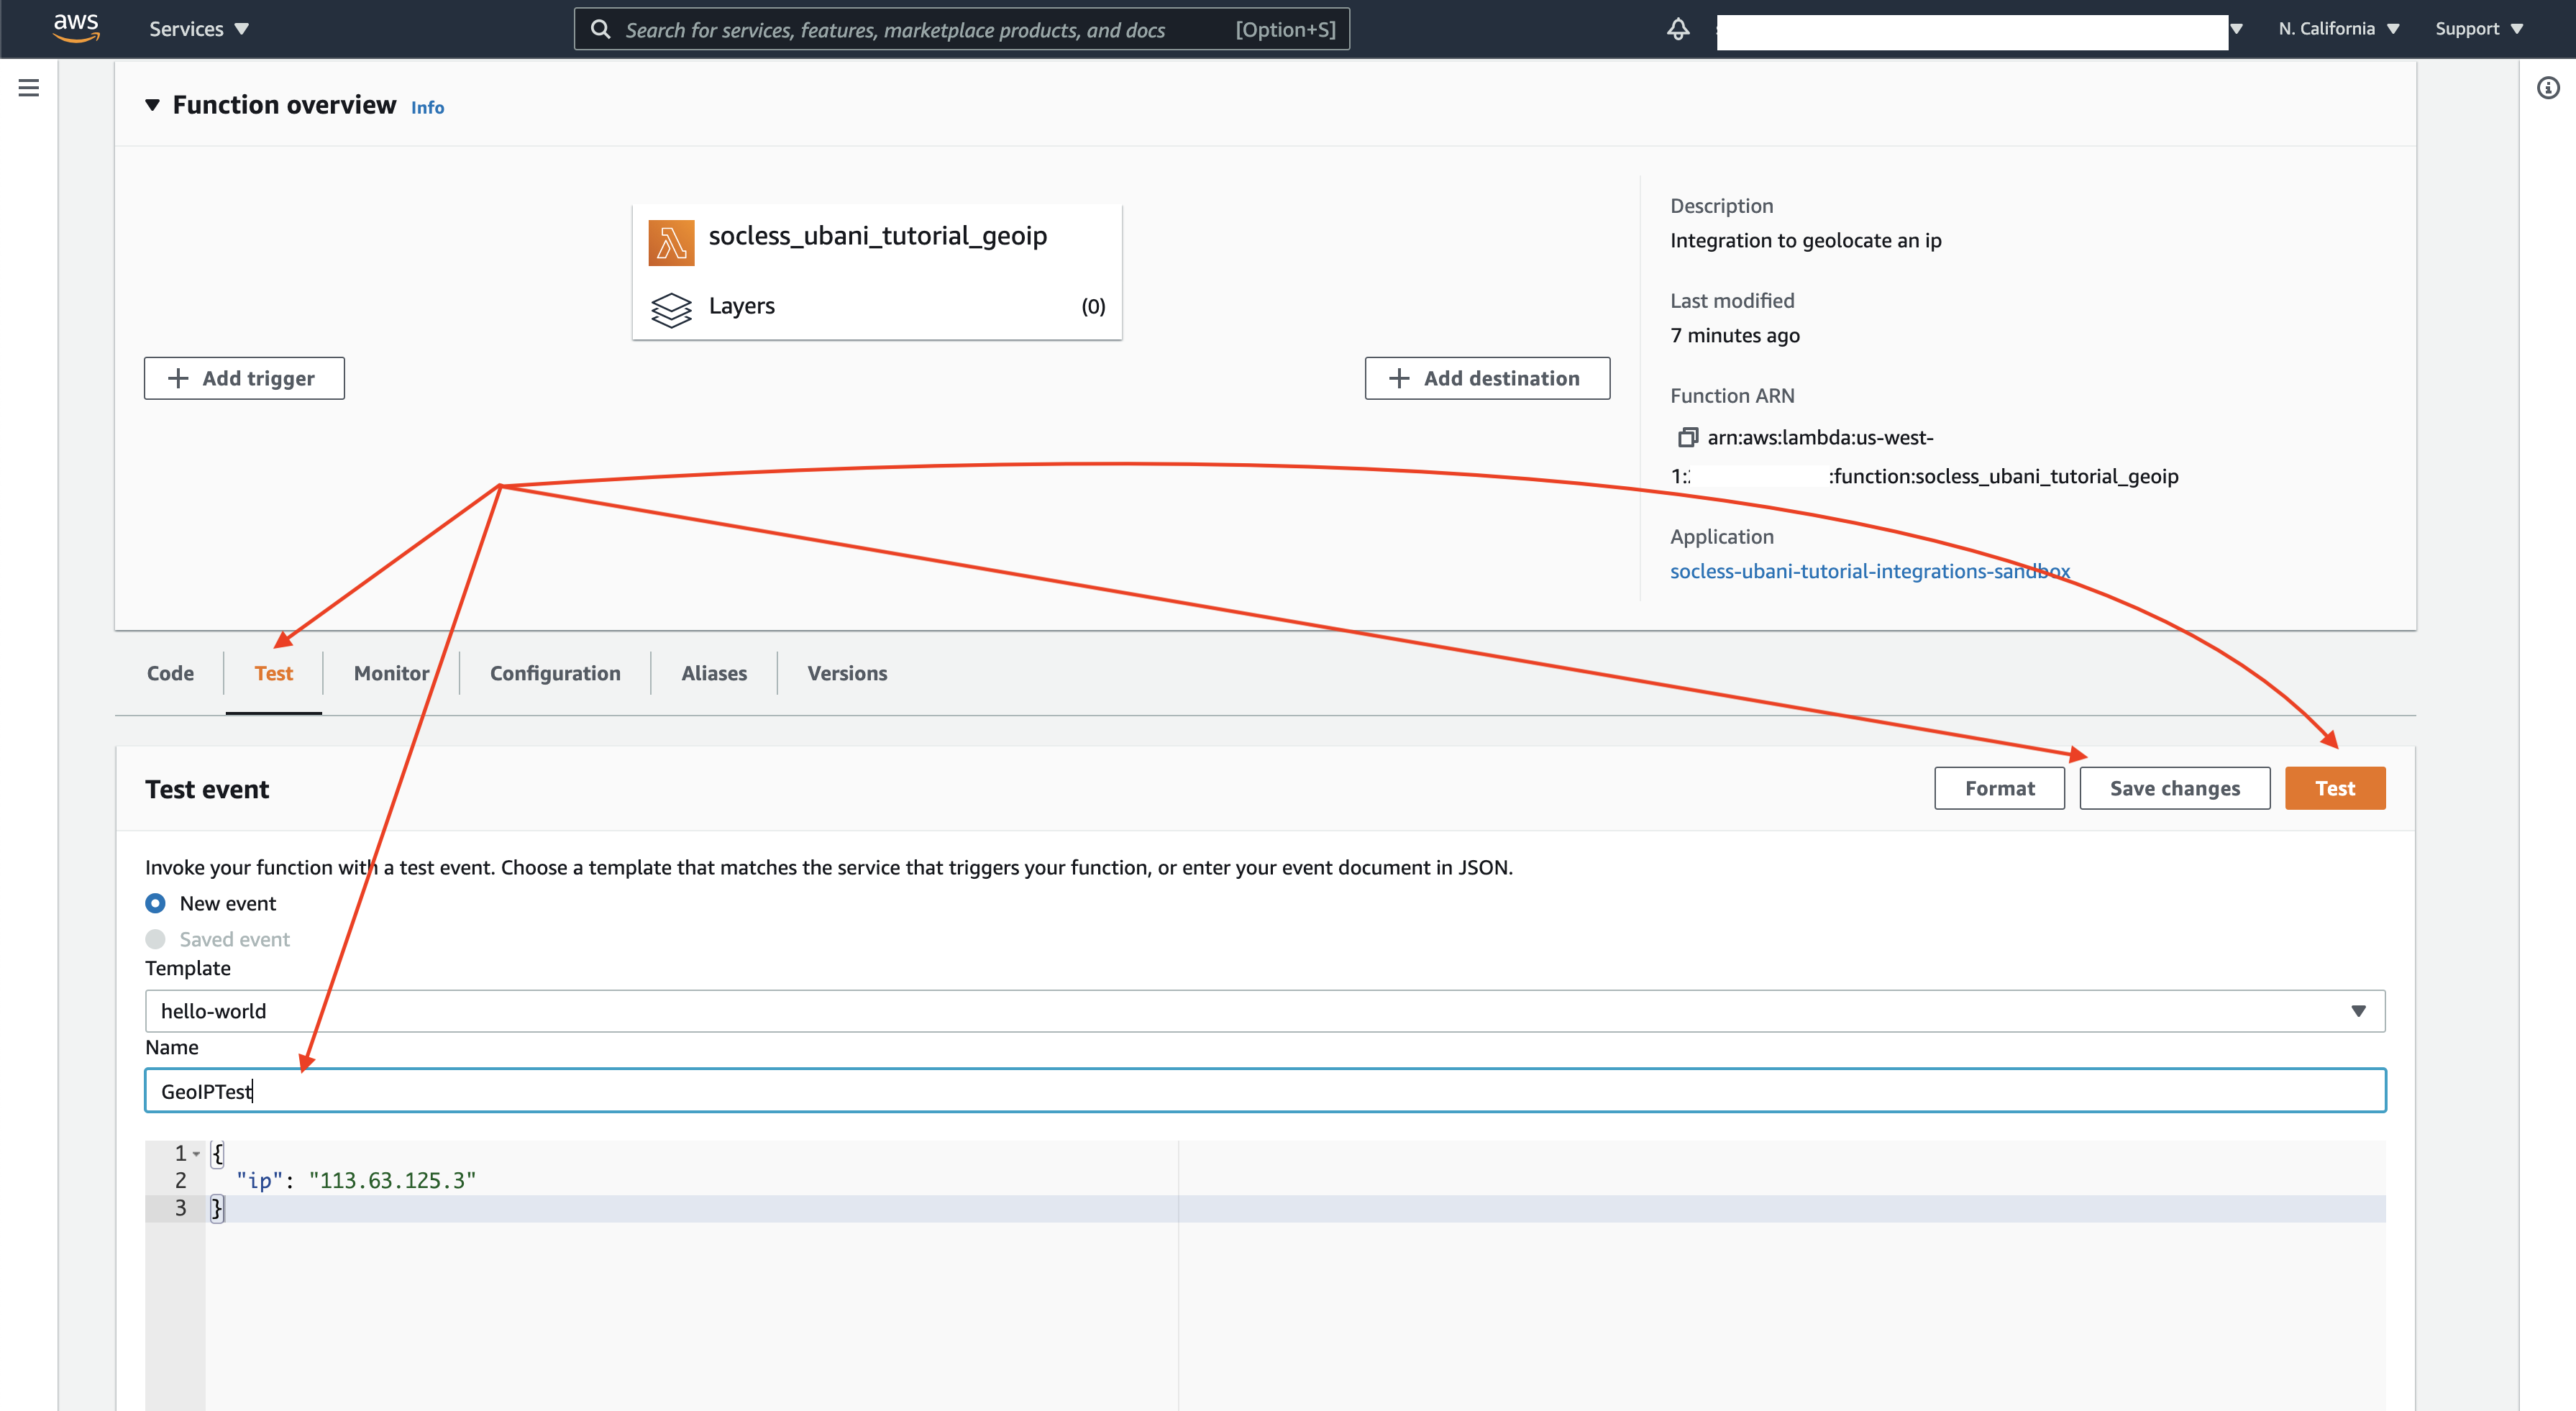 aws
Services
Search for services, features, marketplace products, and docs
[Option+S]
N. California
Support
Function overview
Info
socless_ubani_tutorial_geoip
Layers
(0)
Add trigger
Add destination
Description
Integration to geolocate an ip
Last modified
7 minutes ago
Function ARN
arn:aws:lambda:us-west-
1: :function:socless_ubani_tutorial_geoip
Application
socless-ubani-tutorial-integrations-sandbox
Code
Test
Monitor
Configuration
Aliases
Versions
Test event
Format
Save changes
Test
Invoke your function with a test event. Choose a template that matches the service that triggers your function, or enter your event document in JSON.
New event
Saved event
Template
hello-world
Name
GeoIPTest
1 {
2 "ip": "113.63.125.3"
3 }